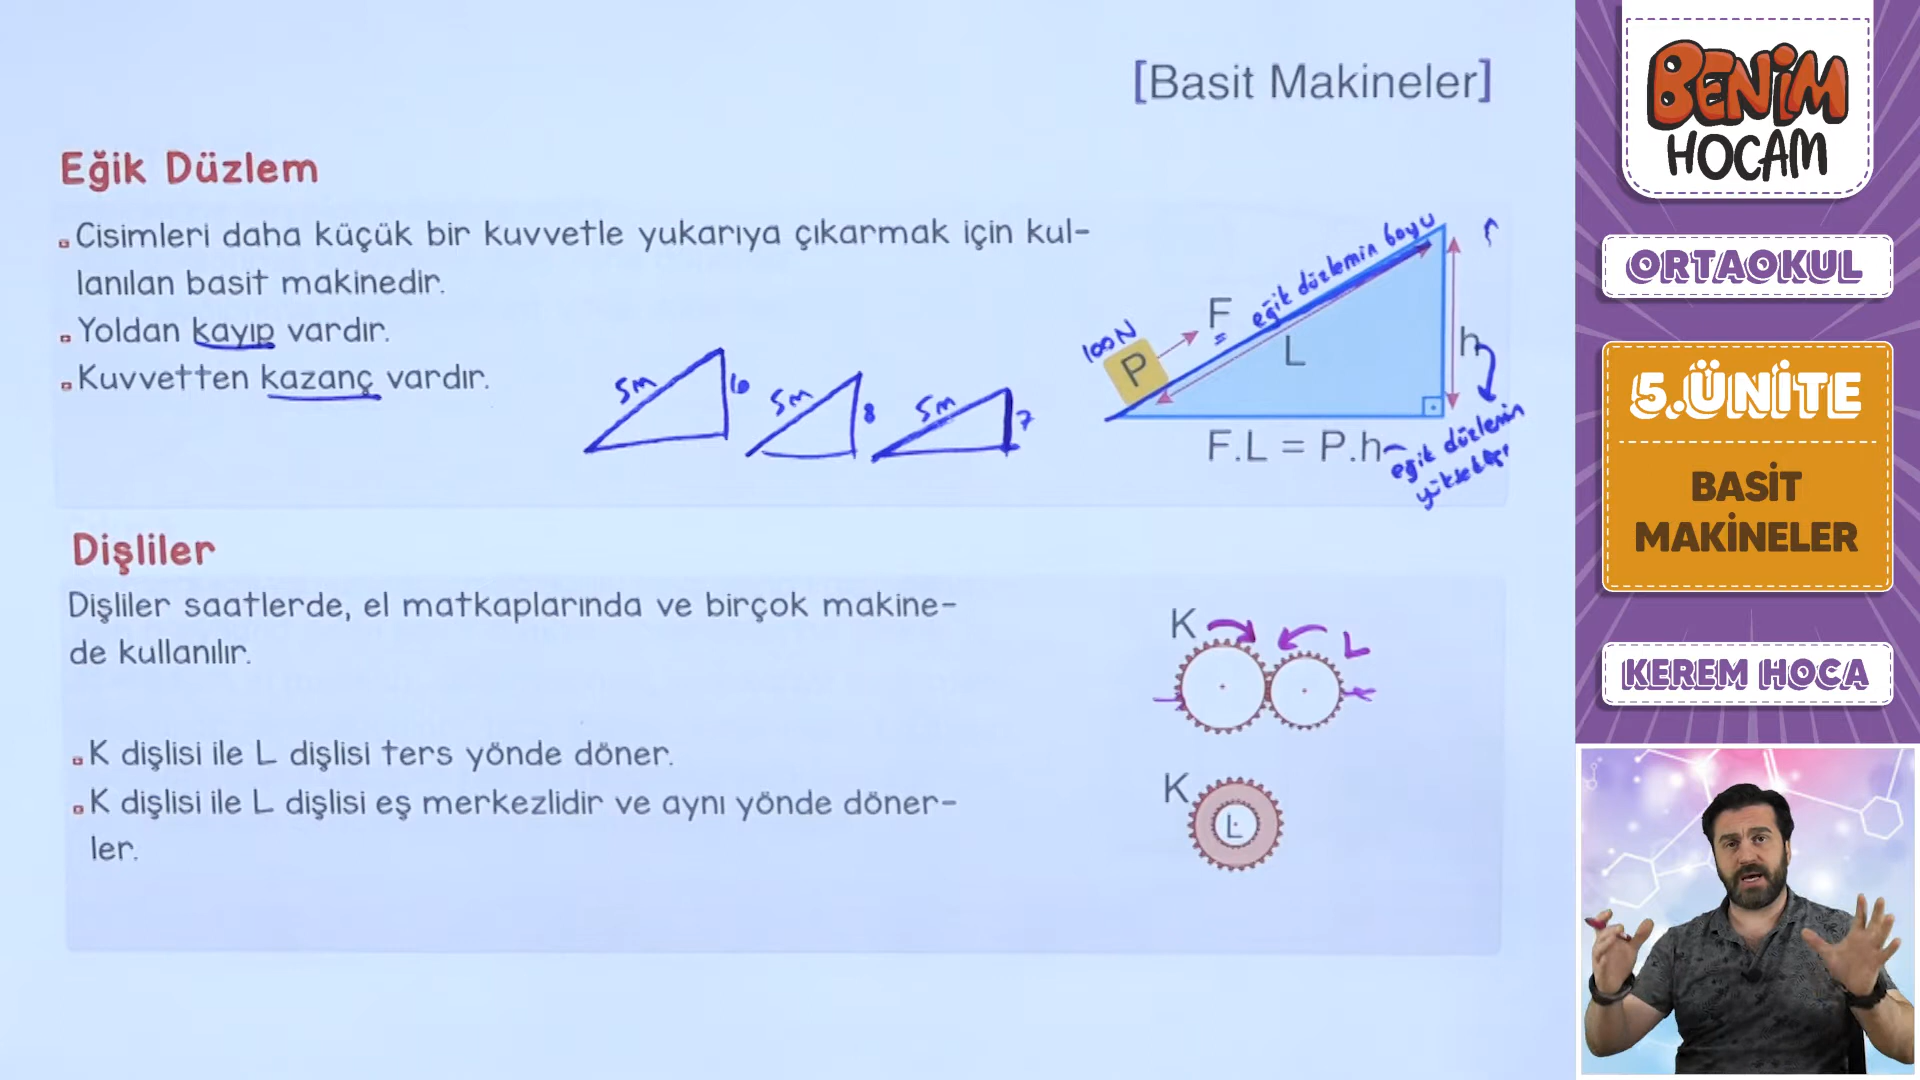 [Basit Makineler]
Eğik Düzlem
Cisimleri daha küçük bir kuvvetle yukarıya çıkarmak için kul-
lanılan basit makinedir.
Yoldan kayıp vardır.
Kuvvetten kazanç vardır.
5m
10
5m
8
5m
7
100N
P
F
=
eğik düzlemin boyu
L
h
F.L = P.h
eğik düzlemin
yüksekliği
Dişliler
Dişliler saatlerde, el matkaplarında ve birçok makine-
de kullanılır.
K
L
K dişlisi ile L dişlisi ters yönde döner.
K dişlisi ile L dişlisi eş merkezlidir ve aynı yönde döner-
ler.
K
L
BENİM
HOCAM
ORTAOKUL
5.ÜNİTE
BASİT
MAKİNELER
KEREM HOCA